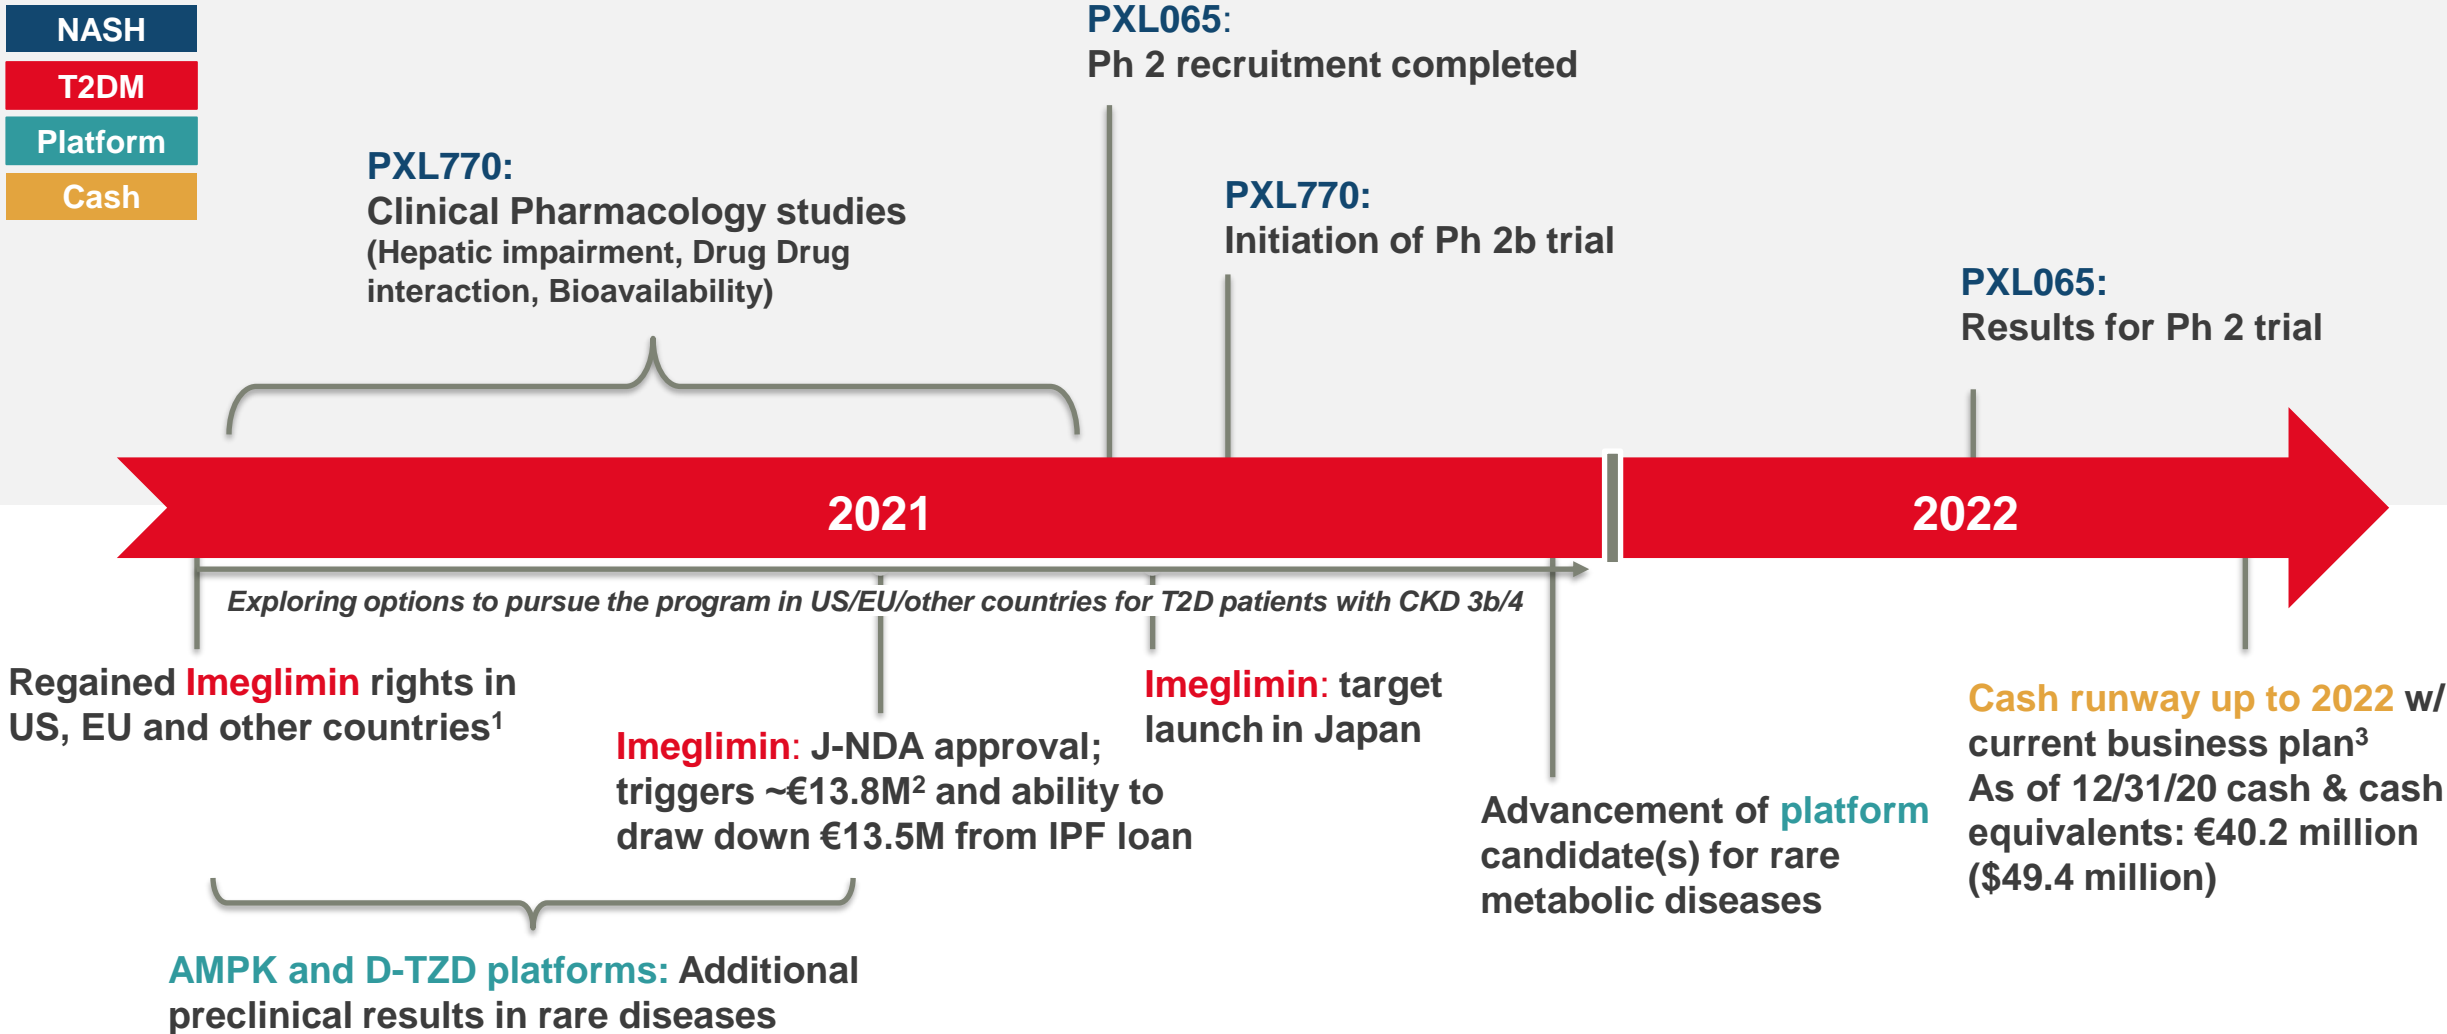 NASH
T2DM
Platform
Cash
PXL065:
Ph 2 recruitment completed
PXL770:
Clinical Pharmacology studies
(Hepatic impairment, Drug Drug
interaction, Bioavailability)
PXL770:
Initiation of Ph 2b trial
PXL065:
Results for Ph 2 trial
2021
2022
Exploring options to pursue the program in US/EU/other countries for T2D patients with CKD 3b/4
Regained Imeglimin rights in
US, EU and other countries¹
Imeglimin: J-NDA approval;
triggers ~€13.8M² and ability to
draw down €13.5M from IPF loan
Imeglimin: target
launch in Japan
Advancement of platform
candidate(s) for rare
metabolic diseases
Cash runway up to 2022 w/
current business plan³
As of 12/31/20 cash & cash
equivalents: €40.2 million
($49.4 million)
AMPK and D-TZD platforms: Additional
preclinical results in rare diseases